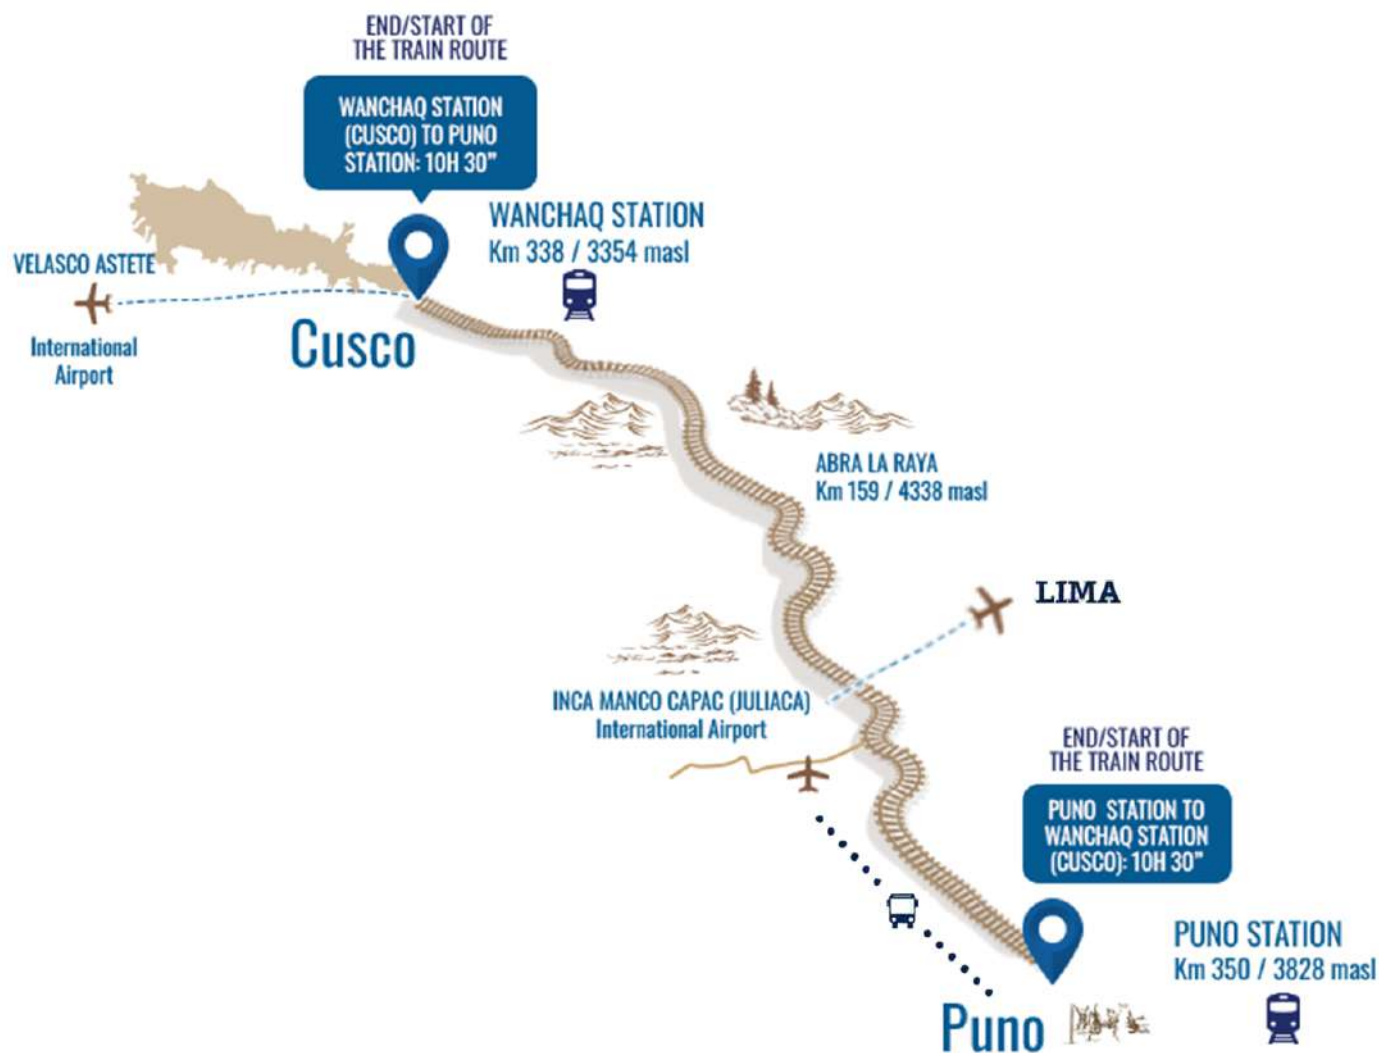 END/START OF
THE TRAIN ROUTE
WANCHAQ STATION
(CUSCO) TO PUNO
STATION: 10H 30”
WANCHAQ STATION
Km 338 / 3354 masl
VELASCO ASTETE
International
Airport
Cusco
ABRA LA RAYA
Km 159 / 4338 masl
LIMA
INCA MANCO CAPAC (JULIACA)
International Airport
END/START OF
THE TRAIN ROUTE
PUNO STATION TO
WANCHAQ STATION
(CUSCO): 10H 30”
PUNO STATION
Km 350 / 3828 masl
Puno